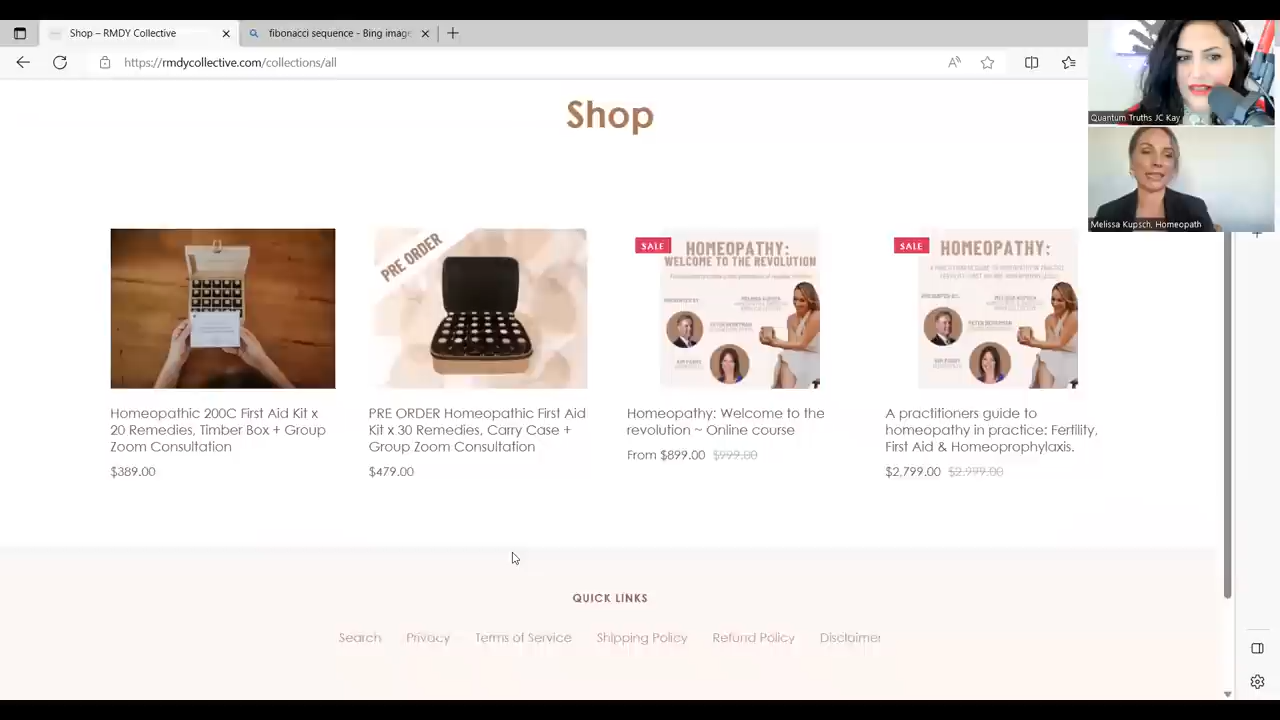 Shop – RMDY Collective
fibonacci sequence - Bing image
https://rmdycollective.com/collections/all
Quantum Truths JC Kay
Melissa Kupsch, Homeopath
Shop
PRE ORDER
SALE
HOMEOPATHY:
WELCOME TO THE REVOLUTION
SALE
HOMEOPATHY:
Homeopathic 200C First Aid Kit x
20 Remedies, Timber Box + Group
Zoom Consultation
$389.00
PRE ORDER Homeopathic First Aid
Kit x 30 Remedies, Carry Case +
Group Zoom Consultation
$479.00
Homeopathy: Welcome to the
revolution ~ Online course
From $899.00 $999.00
A practitioners guide to
homeopathy in practice: Fertility,
First Aid & Homeoprophylaxis.
$2,799.00 $2,999.00
QUICK LINKS
Search Privacy Terms of Service Shipping Policy Refund Policy Disclaimer